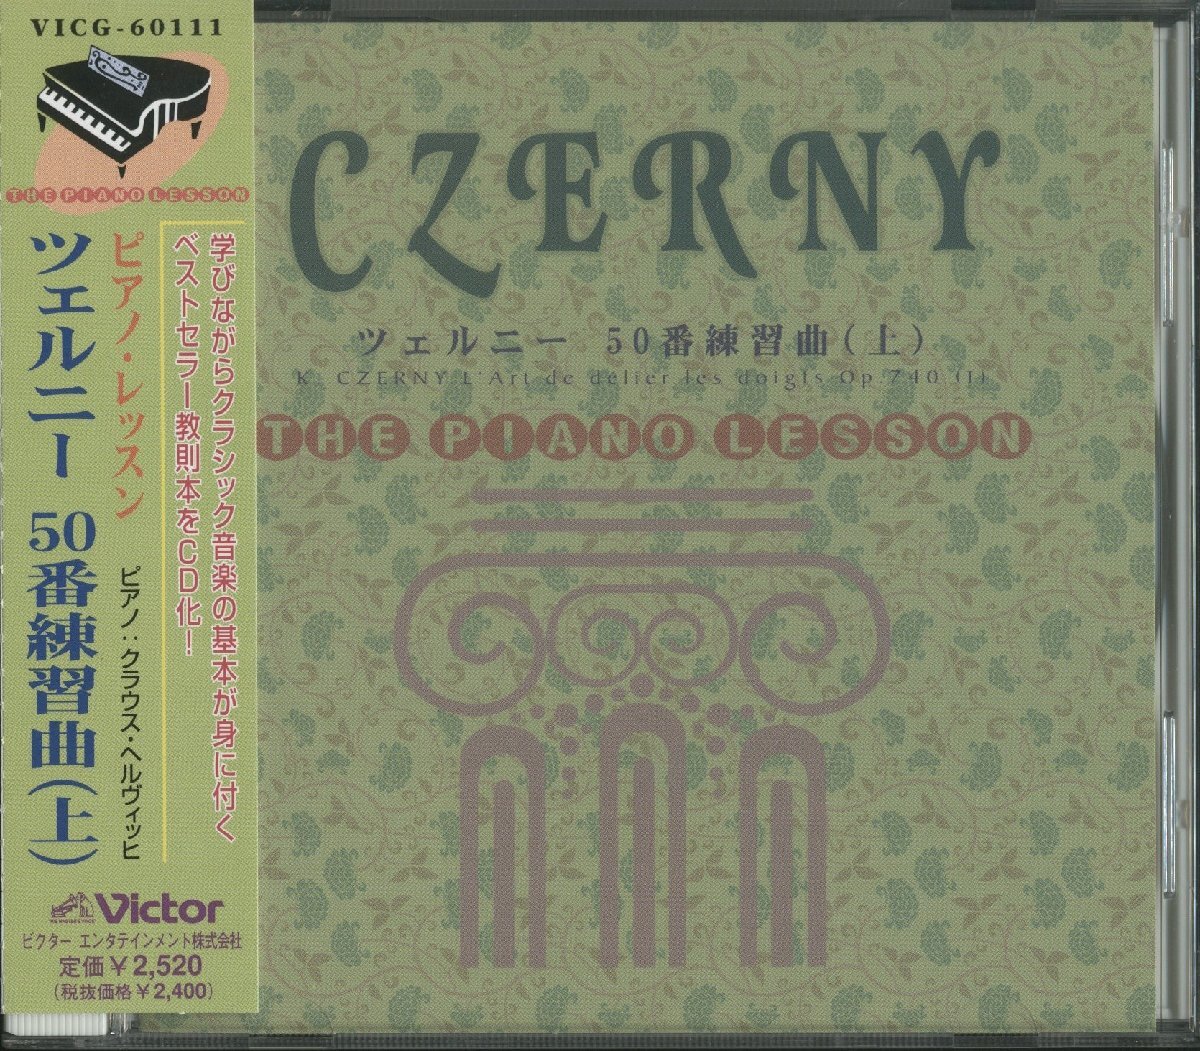 VICG-60111
THE PIANO LESSON
ピアノ・レッスン
ツェルニー 50番練習曲(上)
ピアノ:クラウス・ヘルヴィッヒ
学びながらクラシック音楽の基本が身に付く
ベストセラー教則本をCD化!
Victor
ビクター エンタテインメント株式会社
定価¥2,520
(税抜価格¥2,400)
CZERNY
ツェルニー 50番練習曲(上)
K. CZERNY L'Art de délier les doigts Op.740 (I)
THE PIANO LESSON